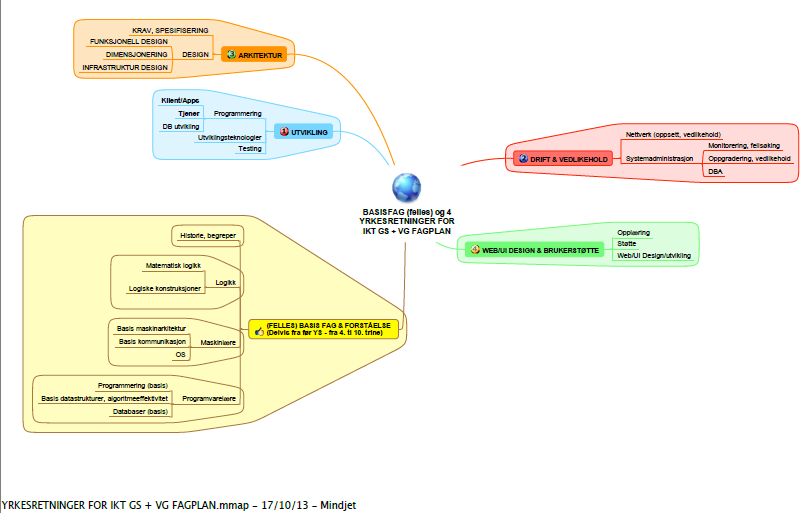 KRAV, SPESIFISERING
FUNKSJONELL DESIGN
DIMENSJONERING
INFRASTRUKTUR DESIGN
DESIGN
ARKITEKTUR
Klient/Apps
Tjener
DB utvikling
Programmering
Utviklingsteknologier
Testing
UTVIKLING
DRIFT & VEDLIKEHOLD
Nettverk (oppsett, vedlikehold)
Systemadministrasjon
Monitorering, feilsøking
Oppgradering, vedlikehold
DBA
BASISFAG (felles) og 4
YRKESRETNINGER FOR
IKT GS + VG FAGPLAN
WEB/UI DESIGN & BRUKERSTØTTE
Opplæring
Støtte
Web/UI Design/utvikling
Historie, begreper
Matematisk logikk
Logiske konstruksjoner
Logikk
(FELLES) BASIS FAG & FORSTÅELSE
(Delvis fra før YS - fra 4. ti 10. trinn)
Basis maskinarkitektur
Basis kommunikasjon
OS
Maskinlære
Programmering (basis)
Basis datastrukturer, algoritmeeffektivitet
Databaser (basis)
Programvarelære
YRKESRETNINGER FOR IKT GS + VG FAGPLAN.mmap - 17/10/13 - Mindjet